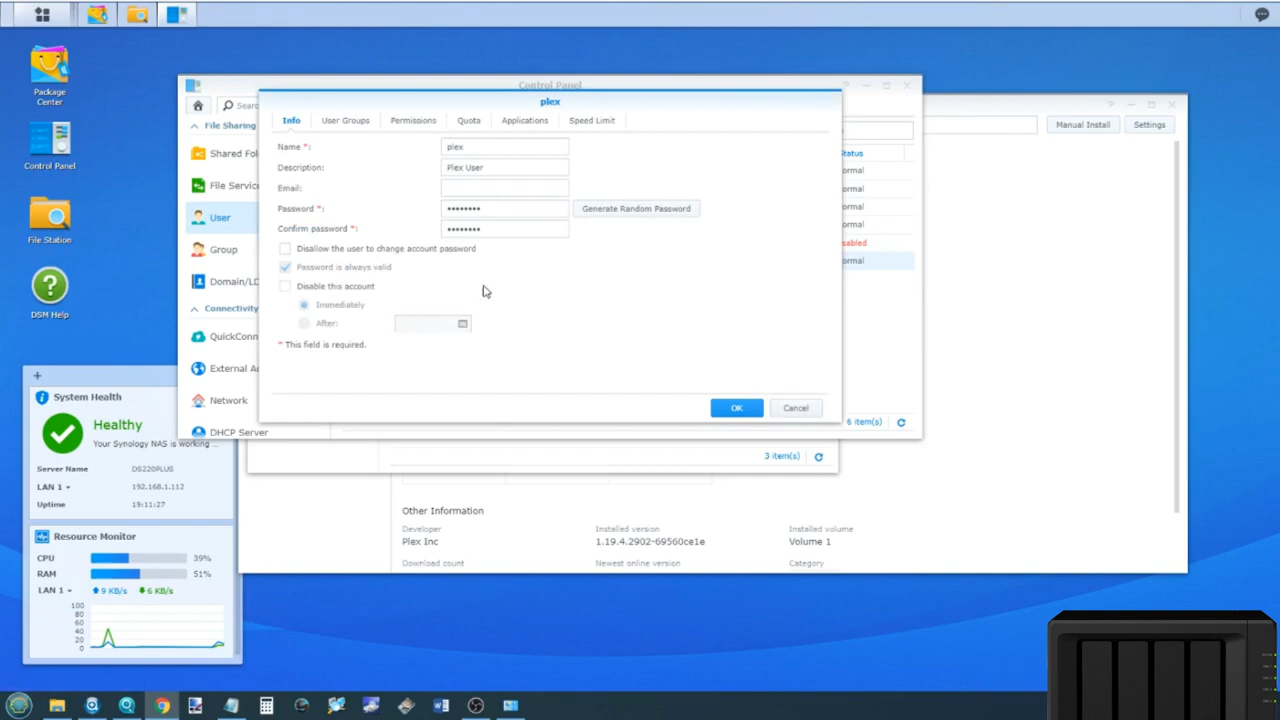 Package
Center
Control Panel
File Station
DSM Help
Control Panel
Searc
File Sharing
Shared Fol
File Service
User
Group
Domain/LD
Connectivity
QuickConn
External Ac
Network
DHCP Server
plex
Info User Groups Permissions Quota Applications Speed Limit
Name *: plex
Description: Plex User
Email:
Password *: •••••••• Generate Random Password
Confirm password *: ••••••••
Disallow the user to change account password
Password is always valid
Disable this account
Immediately
After:
* This field is required.
OK Cancel
Status
ormal
ormal
ormal
ormal
sabled
ormal
6 item(s)
3 item(s)
Manual Install Settings
Other Information
Developer Installed version Installed volume
Plex Inc 1.19.4.2902-69560ce1e Volume 1
Download count Newest online version Category
System Health
Healthy
Your Synology NAS is working ...
Server Name DS220PLUS
LAN 1 192.168.1.112
Uptime 19:11:27
Resource Monitor
CPU 39%
RAM 51%
LAN 1 9 KB/s 6 KB/s
100
80
60
40
20
0